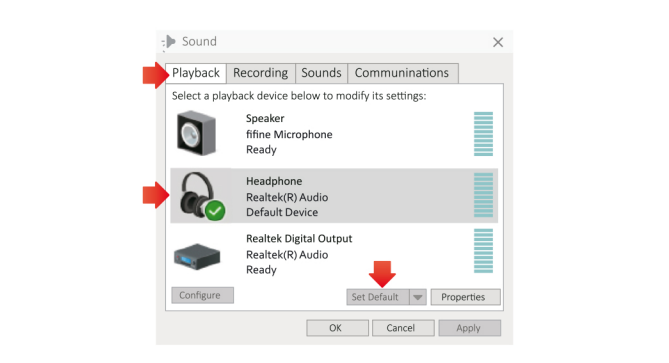 Sound
Playback Recording Sounds Communinations
Select a playback device below to modify its settings:
Speaker
fifine Microphone
Ready
Headphone
Realtek(R) Audio
Default Device
Realtek Digital Output
Realtek(R) Audio
Ready
Configure Set Default Properties
OK Cancel Apply